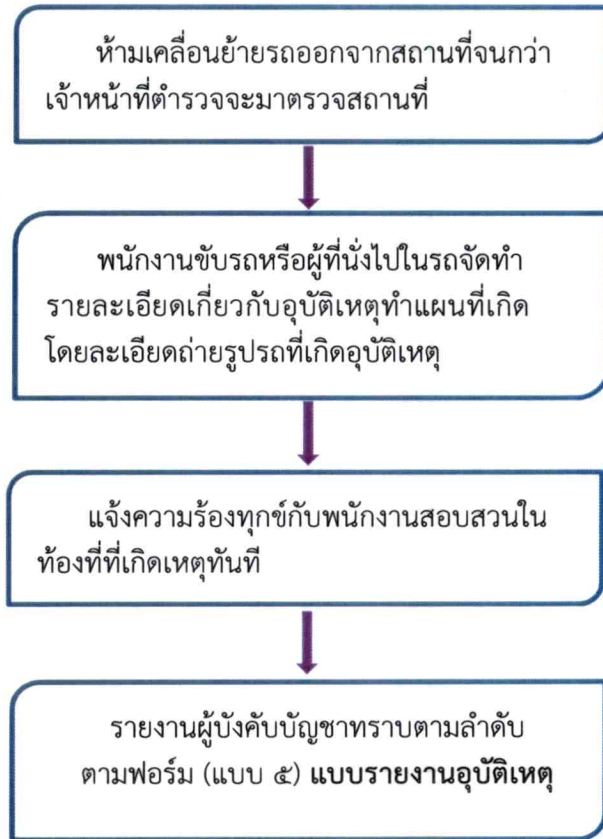 ห้ามเคลื่อนย้ายรถออกจากสถานที่จนกว่า
เจ้าหน้าที่ตำรวจจะมาตรวจสถานที่
พนักงานขับรถหรือผู้ที่นั่งไปในรถจัดทำ
รายละเอียดเกี่ยวกับอุบัติเหตุทำแผนที่เกิด
โดยละเอียดถ่ายรูปรถที่เกิดอุบัติเหตุ
แจ้งความร้องทุกข์กับพนักงานสอบสวนใน
ท้องที่ที่เกิดเหตุทันที
รายงานผู้บังคับบัญชาทราบตามลำดับ
ตามฟอร์ม (แบบ ๕) แบบรายงานอุบัติเหตุ